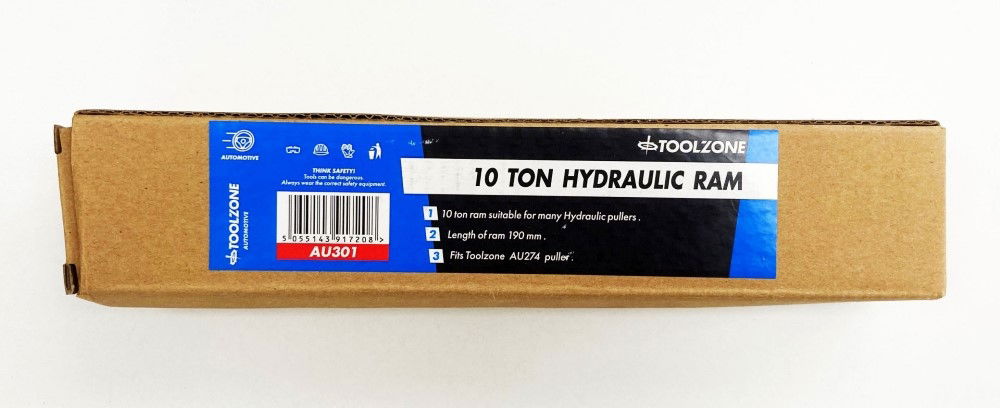 AUTOMOTIVE
THINK SAFETY!
Tools can be dangerous.
Always wear the correct safety equipment.
TOOLZONE
AUTOMOTIVE
5 055143 917208 >
AU301
TOOLZONE
10 TON HYDRAULIC RAM
1 10 ton ram suitable for many Hydraulic pullers .
2 Length of ram 190 mm .
3 Fits Toolzone AU274 puller .